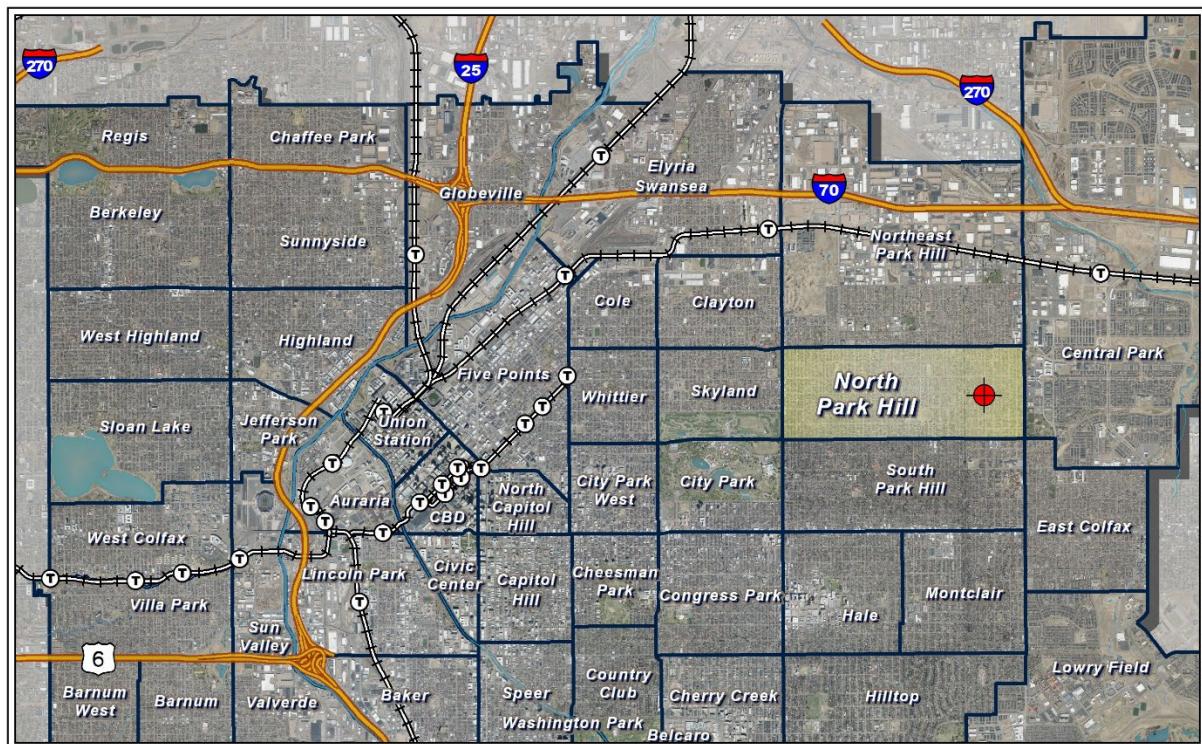 270
25
270
Regis
Chaffee Park
Elyria
Swansea
Globeville
70
Berkeley
Sunnyside
Northeast
Park Hill
T
T
T
T
T
Cole
Clayton
West Highland
Highland
Central Park
Five Points
T
Whittier
Skyland
North
Park Hill
Sloan Lake
Jefferson
Park
T
Union
Station
T
T
T
T
T
T
T
T
T
Auraria
CBD
North
Capitol
Hill
City Park
West
City Park
South
Park Hill
T
T
T
East Colfax
West Colfax
T
T
T
T
Villa Park
Lincoln Park
Civic
Center
Capitol
Hill
Cheesman
Park
Congress Park
Hale
Montclair
T
Sun
Valley
6
Barnum
West
Barnum
Valverde
Baker
Speer
Country
Club
Cherry Creek
Hilltop
Lowry Field
Washington Park
Belcaro